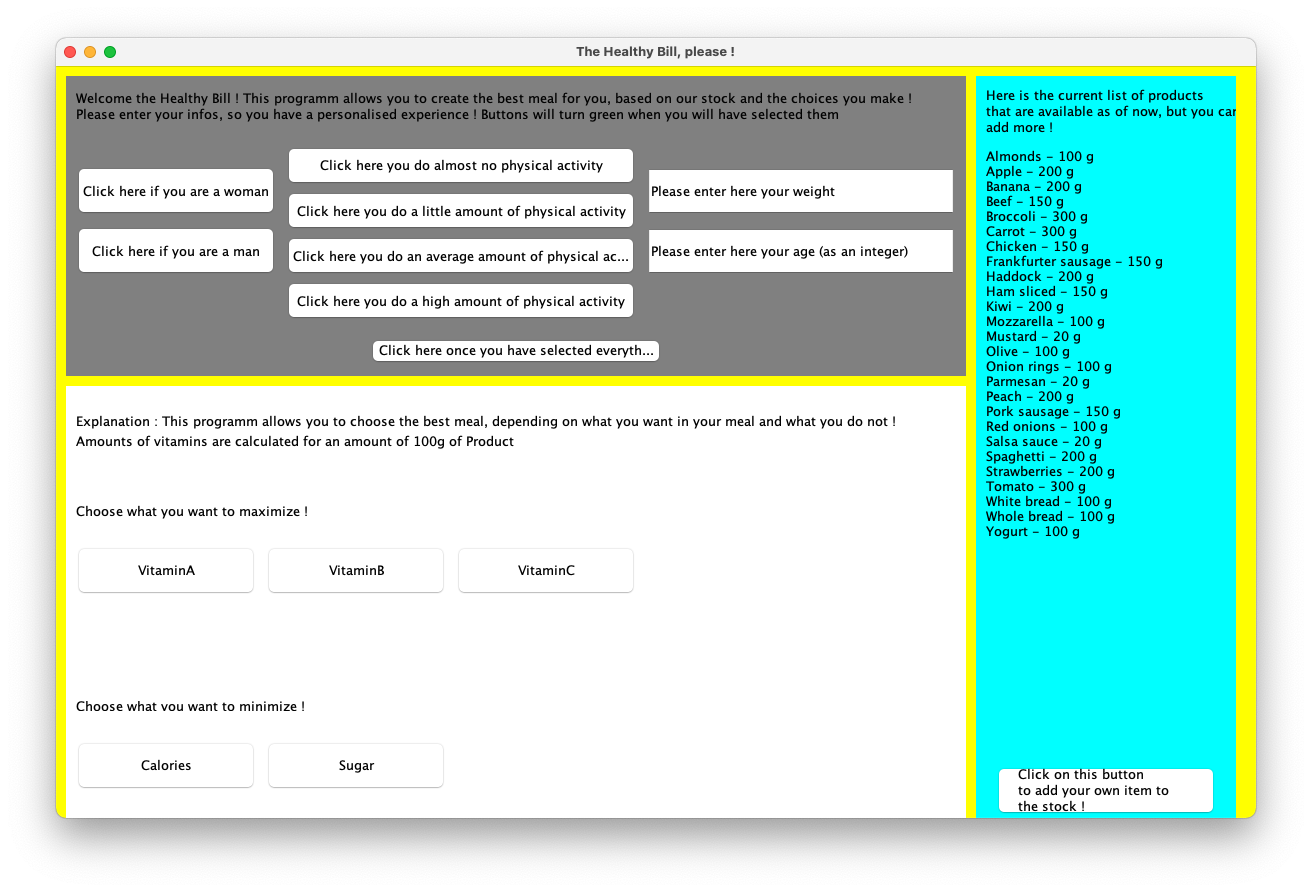 The Healthy Bill, please !
Welcome the Healthy Bill ! This programm allows you to create the best meal for you, based on our stock and the choices you make !
Please enter your infos, so you have a personalised experience ! Buttons will turn green when you will have selected them
Click here if you are a woman
Click here if you are a man
Click here you do almost no physical activity
Click here you do a little amount of physical activity
Click here you do an average amount of physical ac...
Click here you do a high amount of physical activity
Please enter here your weight
Please enter here your age (as an integer)
Click here once you have selected everyth...
Explanation : This programm allows you to choose the best meal, depending on what you want in your meal and what you do not !
Amounts of vitamins are calculated for an amount of 100g of Product
Choose what you want to maximize !
VitaminA
VitaminB
VitaminC
Choose what you want to minimize !
Calories
Sugar
Here is the current list of products
that are available as of now, but you can
add more !
Almonds – 100 g
Apple – 200 g
Banana – 200 g
Beef – 150 g
Broccoli – 300 g
Carrot – 300 g
Chicken – 150 g
Frankfurter sausage – 150 g
Haddock – 200 g
Ham sliced – 150 g
Kiwi – 200 g
Mozzarella – 100 g
Mustard – 20 g
Olive – 100 g
Onion rings – 100 g
Parmesan – 20 g
Peach – 200 g
Pork sausage – 150 g
Red onions – 100 g
Salsa sauce – 20 g
Spaghetti – 200 g
Strawberries – 200 g
Tomato – 300 g
White bread – 100 g
Whole bread – 100 g
Yogurt – 100 g
Click on this button
to add your own item to
the stock !